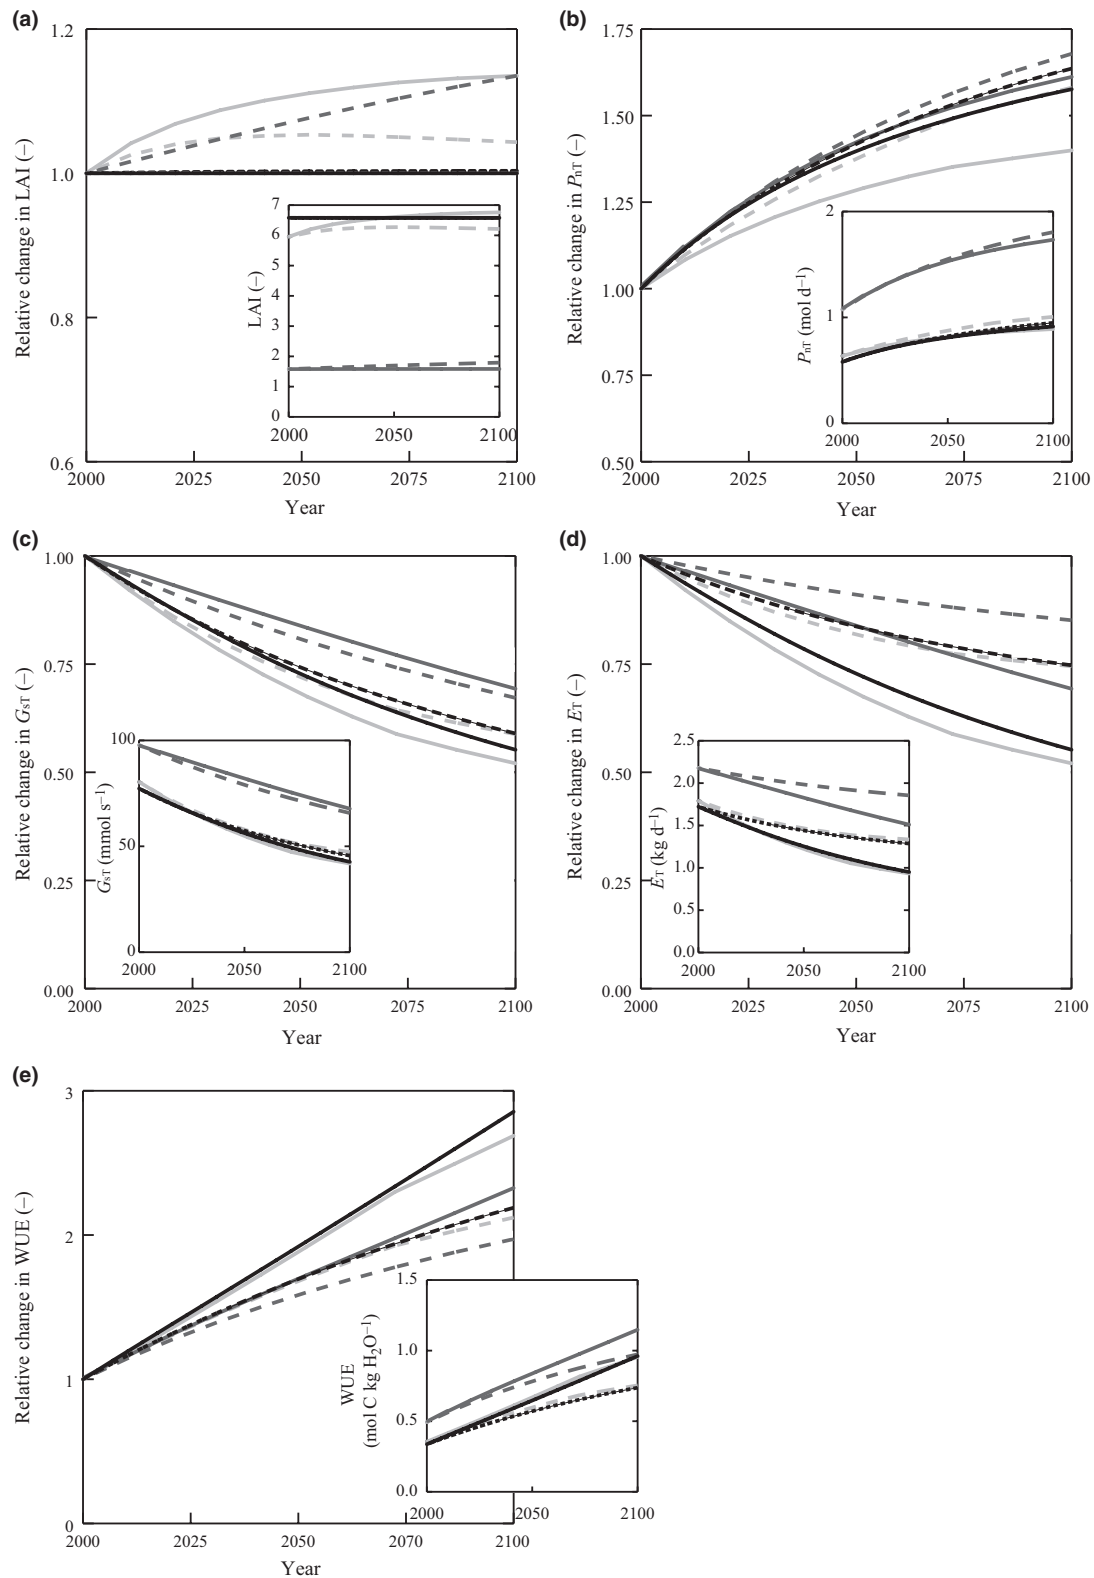 (a)
1.2
1.0
0.8
0.6
Relative change in LAI (–)
7
6
5
4
3
2
1
0
LAI (–)
2000 2050 2100
2000 2025 2050 2075 2100
Year
(b)
1.75
1.50
1.25
1.00
0.75
0.50
Relative change in PnT (–)
2
1
0
PnT (mol d−1)
2000 2050 2100
2000 2025 2050 2075 2100
Year
(c)
1.00
0.75
0.50
0.25
0.00
Relative change in GsT (–)
100
50
0
GsT (mmol s−1)
2000 2050 2100
2000 2025 2050 2075 2100
Year
(d)
1.00
0.75
0.50
0.25
0.00
Relative change in ET (–)
2.5
2.0
1.5
1.0
0.5
0.0
ET (kg d−1)
2000 2050 2100
2000 2025 2050 2075 2100
Year
(e)
3
2
1
0
Relative change in WUE (–)
1.5
1.0
0.5
0.0
WUE
(mol C kg H2O−1)
2000 2050 2100
2000 2025 2050 2070 2100
Year